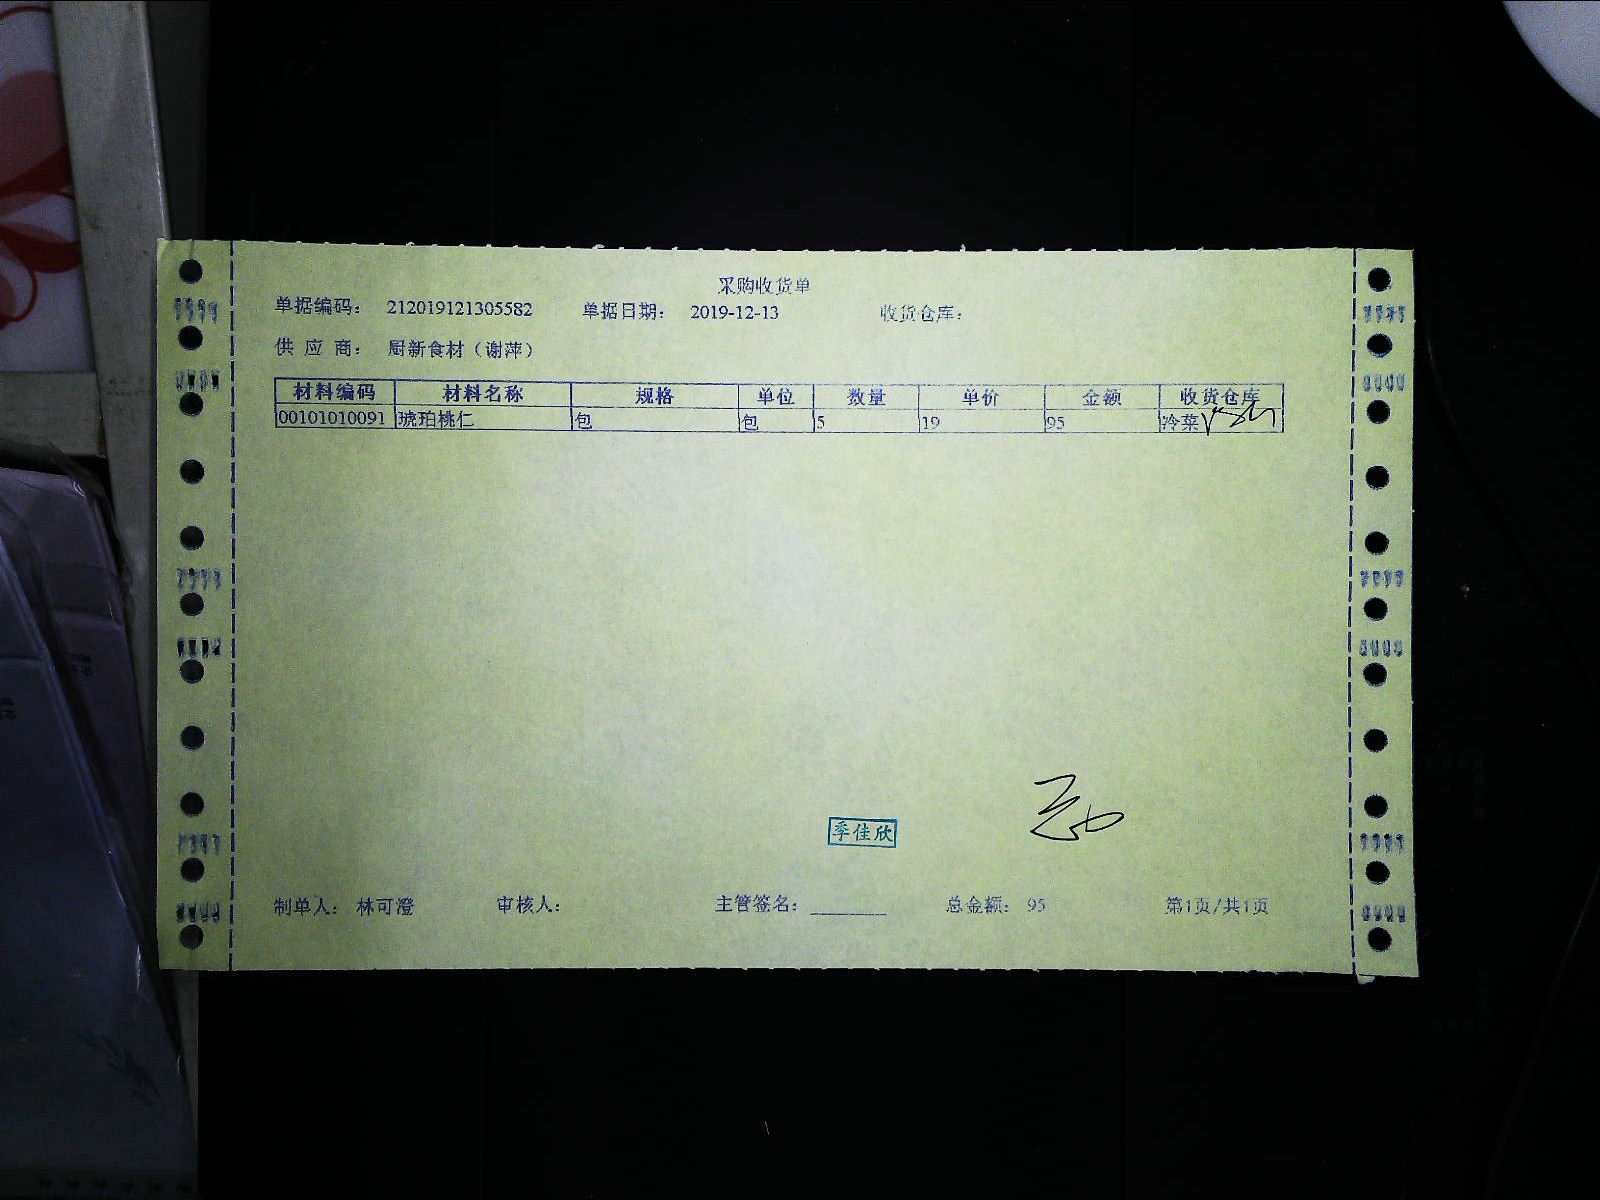 采购收货单
单据编码： 212019121305582 单据日期： 2019-12-13 收货仓库：
供 应 商： 厨新食材（谢萍）
材料编码 材料名称 规格 单位 数量 单价 金额 收货仓库
00101010091 琥珀桃仁 包 包 5 19 95 冷菜
季佳欣
制单人： 林可澄 审核人： 主管签名： ________ 总金额： 95 第1页/共1页